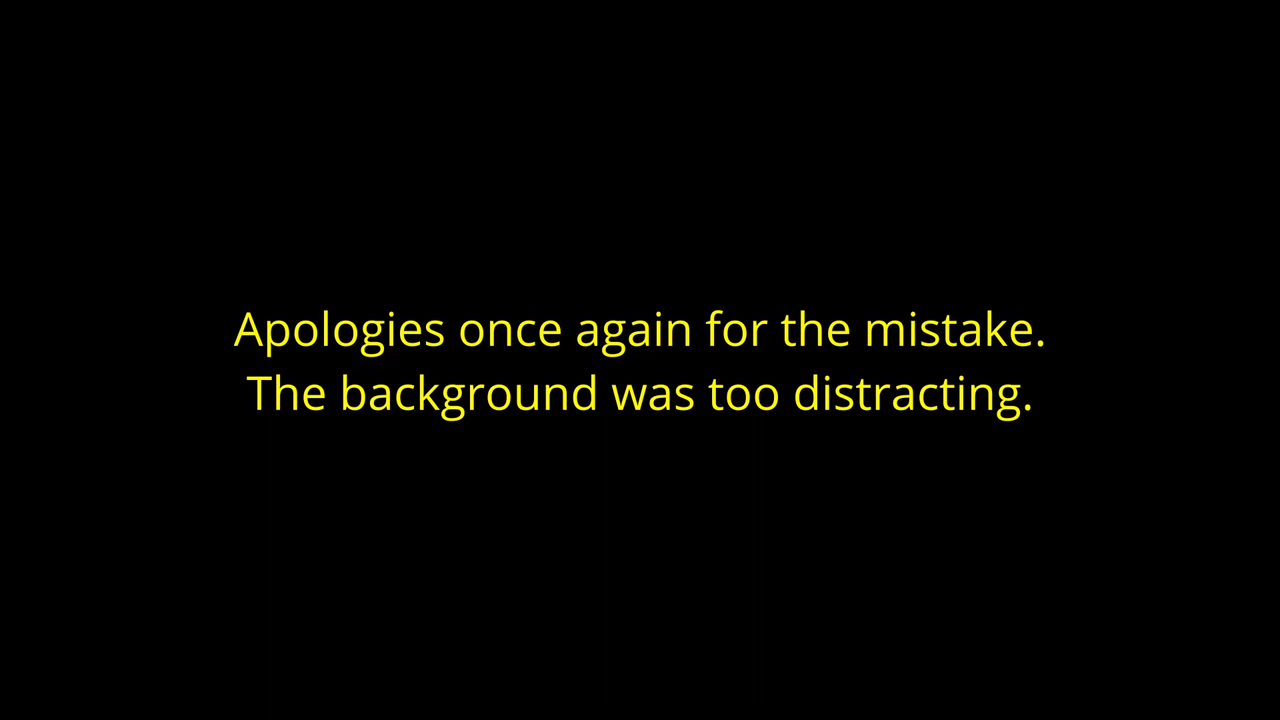 Apologies once again for the mistake.
The background was too distracting.